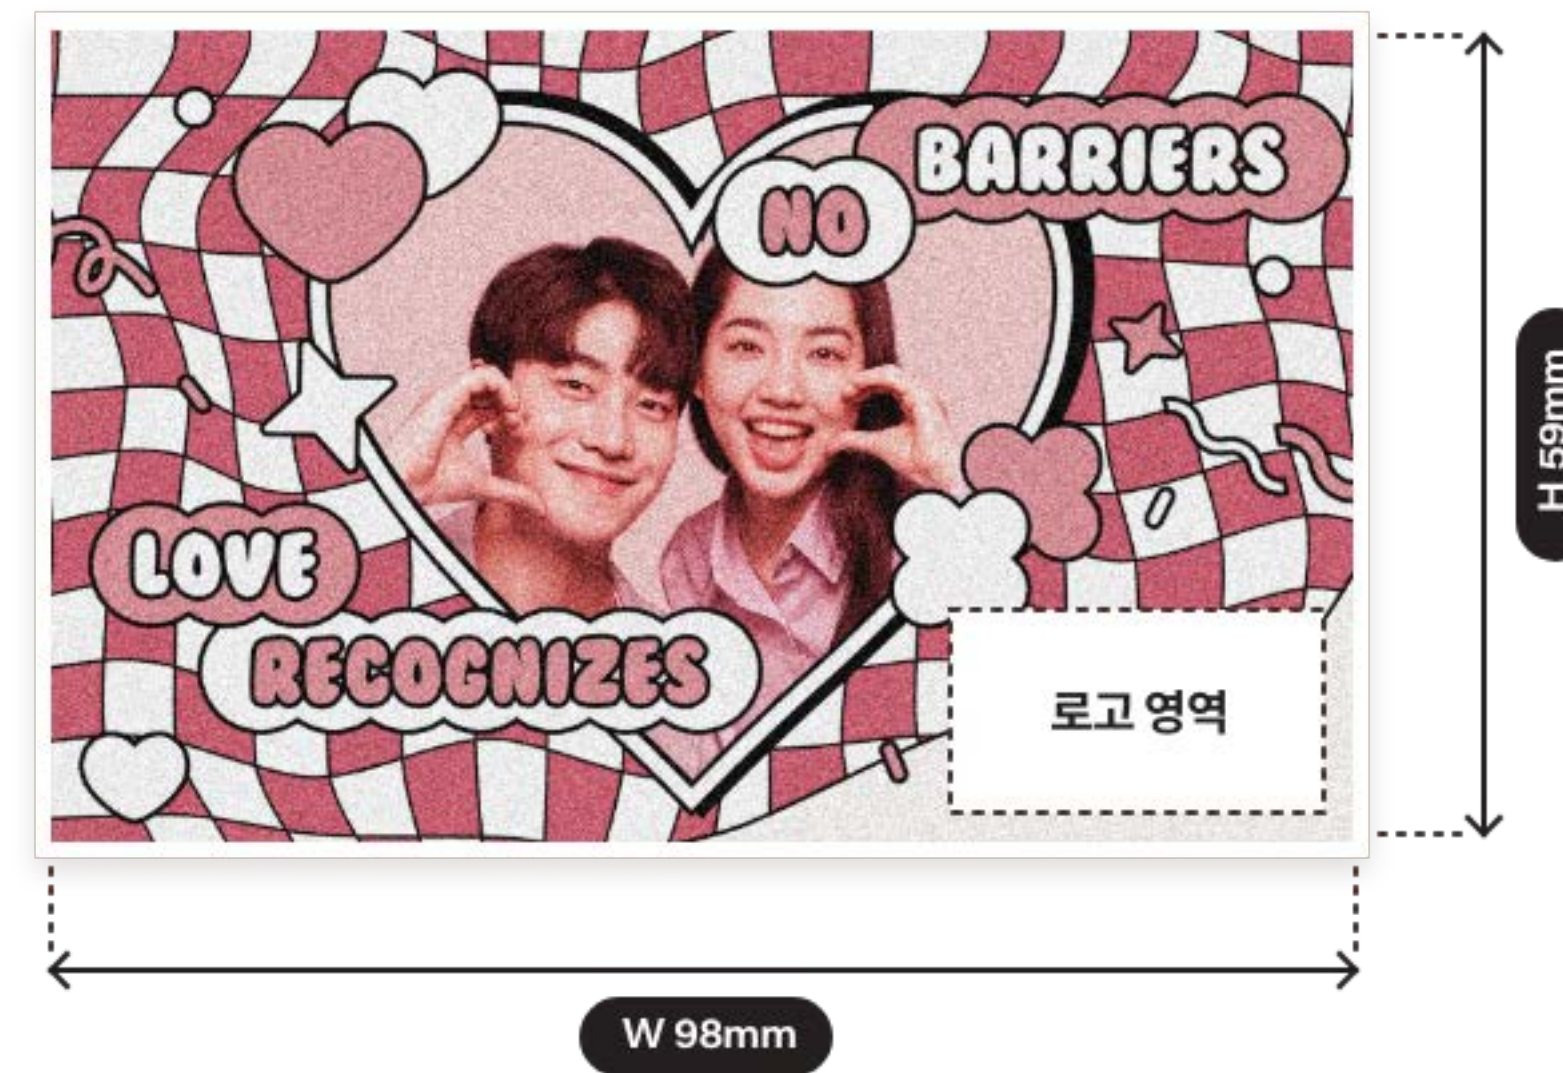 BARRIERS
NO
LOVE
RECOGNIZES
로고 영역
H 59mm
W 98mm